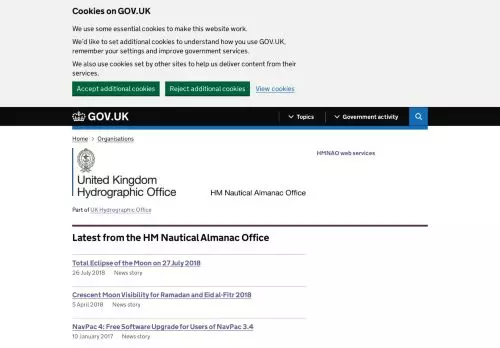 Cookies on GOV.UK
We use some essential cookies to make this website work.
We'd like to set additional cookies to understand how you use GOV.UK,
remember your settings and improve government services.
We also use cookies set by other sites to help us deliver content from their
services.
Accept additional cookies
Reject additional cookies
View cookies
GOV.UK
Topics
Government activity
Home > Organisations
HMNAO web services
United Kingdom
Hydrographic Office
HM Nautical Almanac Office
Part of UK Hydrographic Office
Latest from the HM Nautical Almanac Office
Total Eclipse of the Moon on 27 July 2018
26 July 2018 News story
Crescent Moon Visibility for Ramadan and Eid al-Fitr 2018
5 April 2018 News story
NavPac 4: Free Software Upgrade for Users of NavPac 3.4
10 January 2017 News story